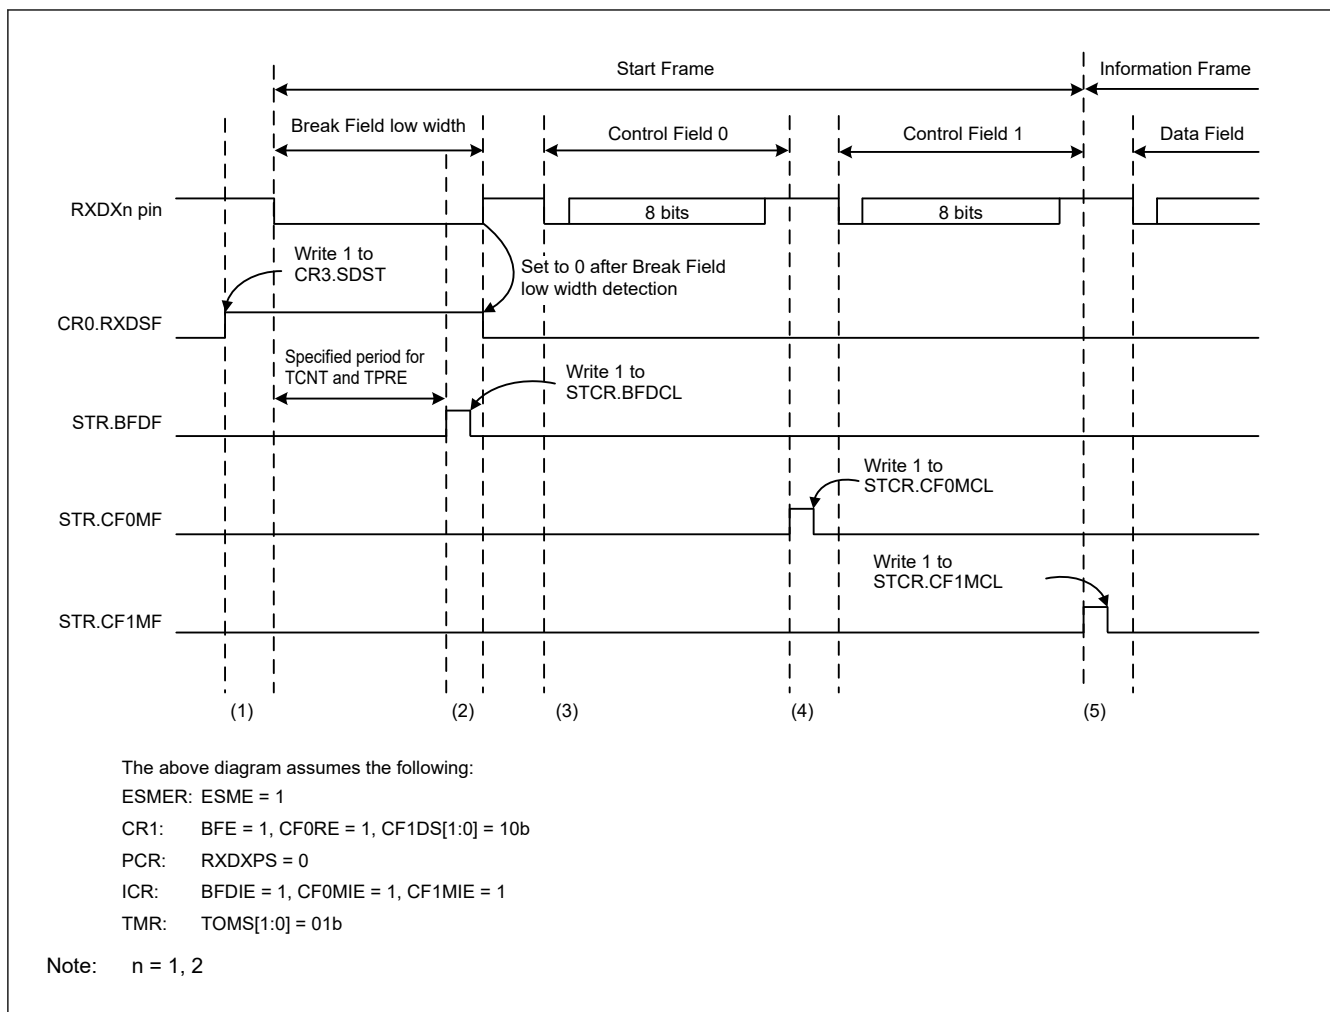 Start Frame
Information Frame
Break Field low width
Control Field 0
Control Field 1
Data Field
RXDXn pin
8 bits
8 bits
Write 1 to
CR3.SDST
Set to 0 after Break Field
low width detection
CR0.RXDSF
Specified period for
TCNT and TPRE
Write 1 to
STCR.BFDCL
STR.BFDF
Write 1 to
STCR.CF0MCL
STR.CF0MF
Write 1 to
STCR.CF1MCL
STR.CF1MF
(1)
(2)
(3)
(4)
(5)
The above diagram assumes the following:
ESMER: ESME = 1
CR1: BFE = 1, CF0RE = 1, CF1DS[1:0] = 10b
PCR: RXDXPS = 0
ICR: BFDIE = 1, CF0MIE = 1, CF1MIE = 1
TMR: TOMS[1:0] = 01b
Note: n = 1, 2